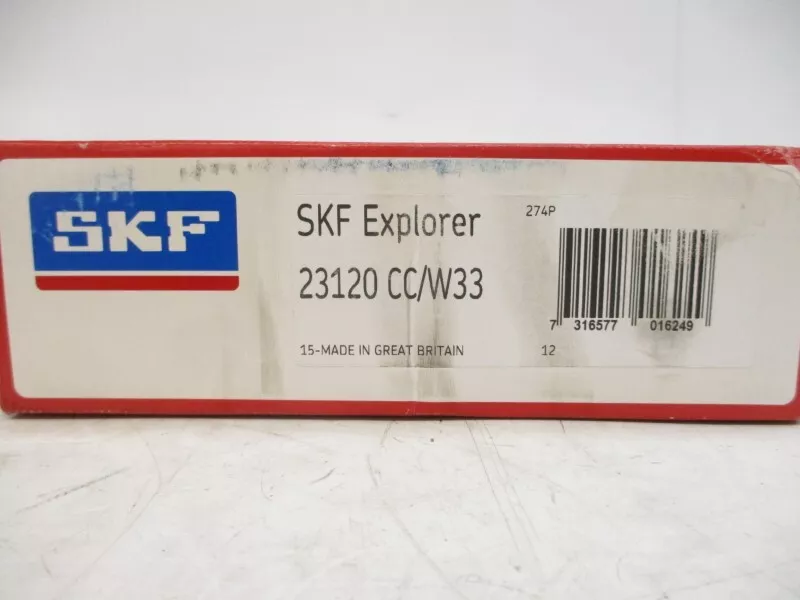 SKF
SKF Explorer
274P
23120 CC/W33
7 316577 016249
15-MADE IN GREAT BRITAIN
12